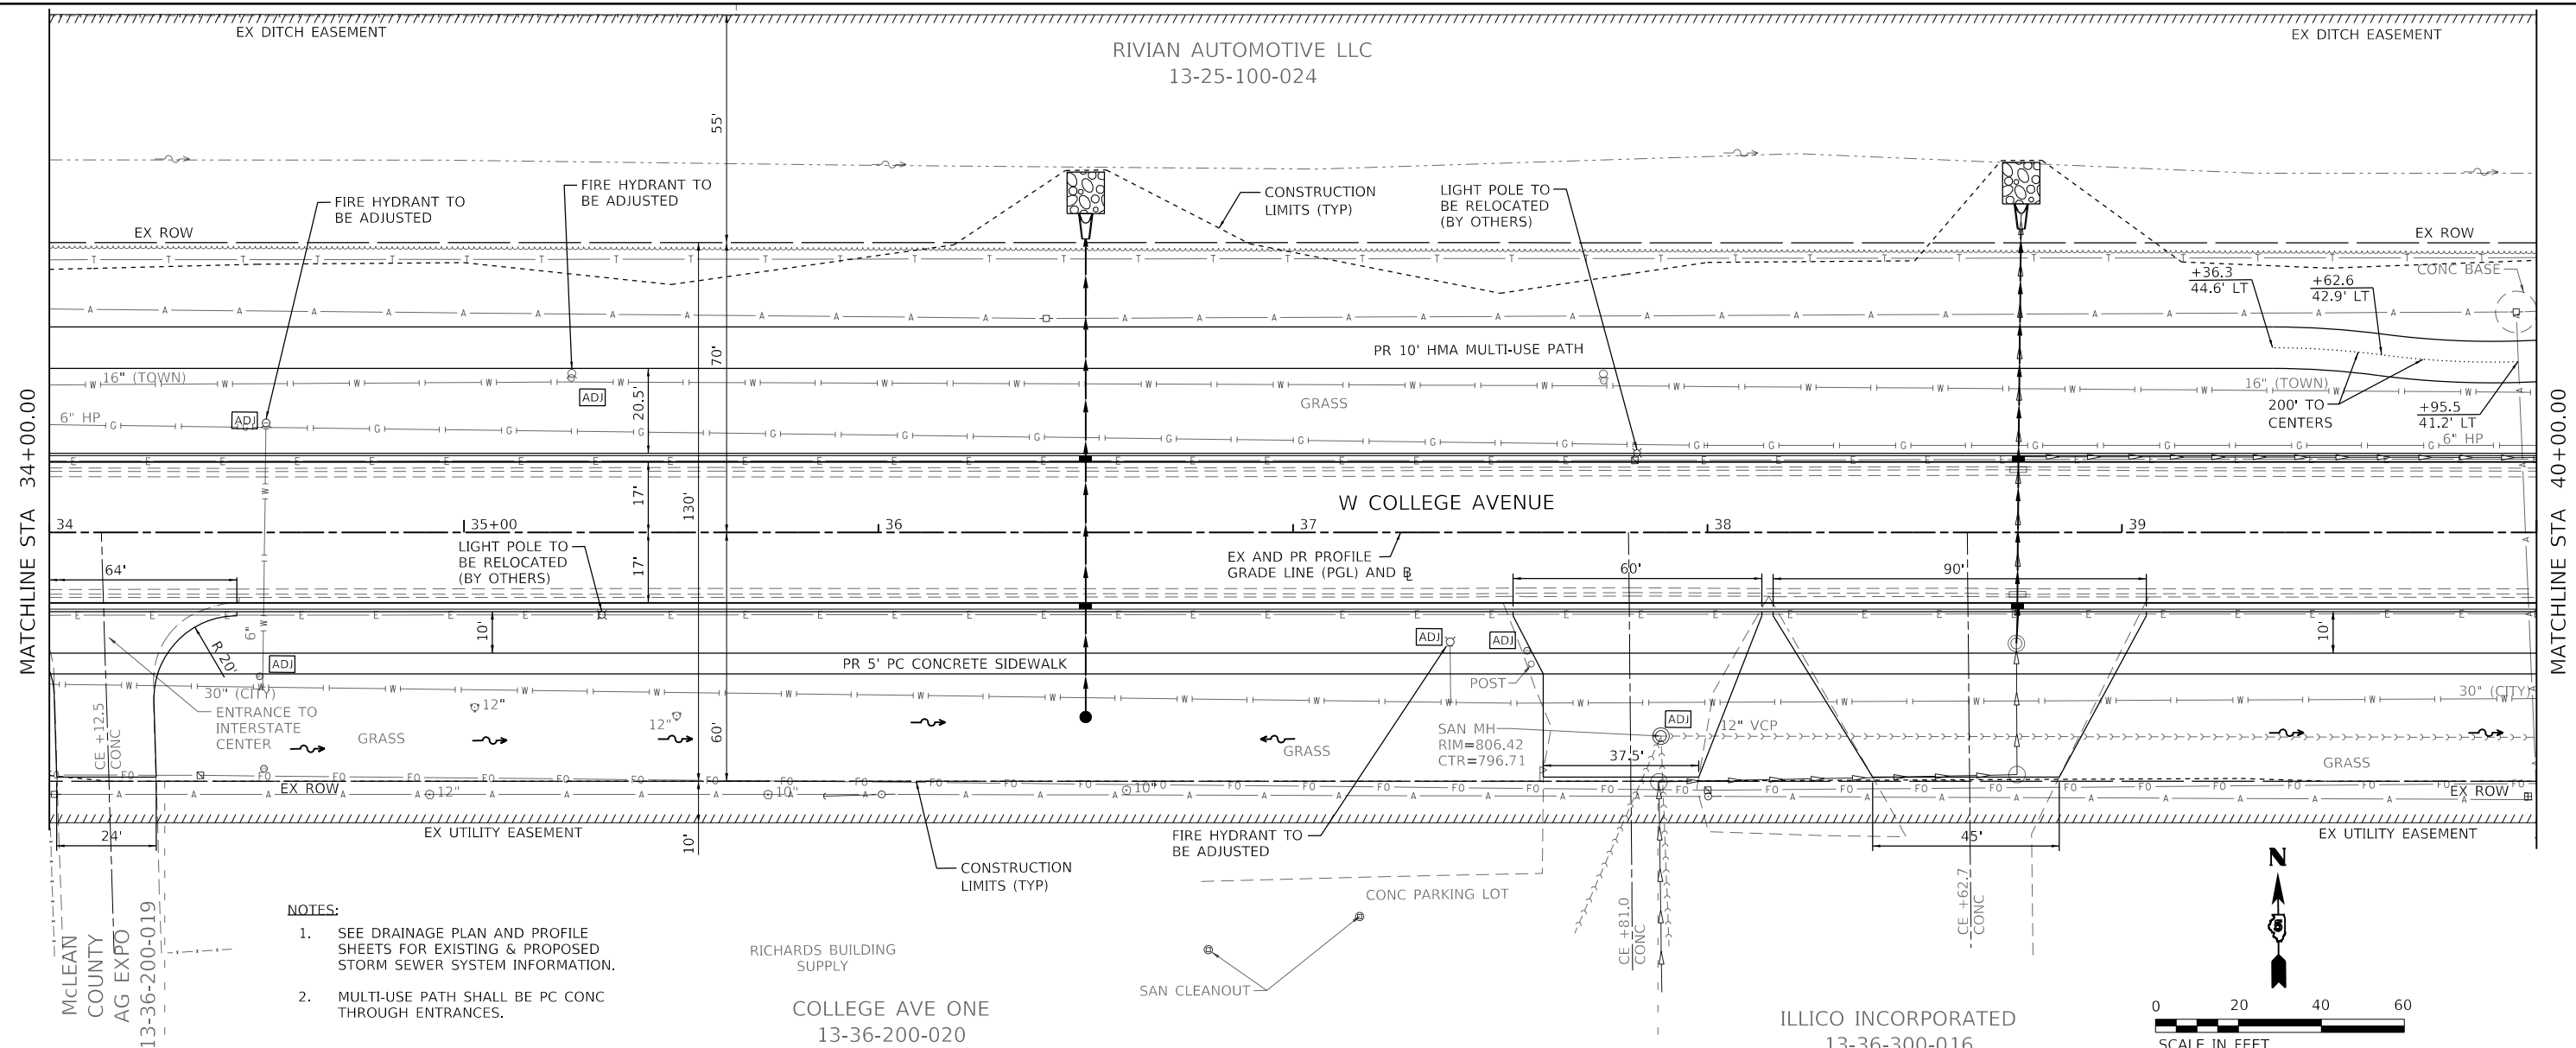 EX DITCH EASEMENT
EX DITCH EASEMENT
RIVIAN AUTOMOTIVE LLC
13-25-100-024
55'
FIRE HYDRANT TO
BE ADJUSTED
FIRE HYDRANT TO
BE ADJUSTED
CONSTRUCTION
LIMITS (TYP)
LIGHT POLE TO
BE RELOCATED
(BY OTHERS)
EX ROW
EX ROW
CONC BASE
+36.3
44.6' LT
+62.6
42.9' LT
70'
PR 10' HMA MULTI-USE PATH
16" (TOWN)
16" (TOWN)
ADJ
20.5'
GRASS
6" HP
ADJ
200' TO
CENTERS
+95.5
41.2' LT
6" HP
MATCHLINE STA 34+00.00
MATCHLINE STA 40+00.00
17'
130'
W COLLEGE AVENUE
34
35+00
36
37
38
39
LIGHT POLE TO
BE RELOCATED
(BY OTHERS)
17'
EX AND PR PROFILE
GRADE LINE (PGL) AND BL
64'
60'
90'
R 20'
6"
10'
ADJ
ADJ
10'
ADJ
PR 5' PC CONCRETE SIDEWALK
POST
30" (CITY)
30" (CITY)
ENTRANCE TO
INTERSTATE
CENTER
CE +12.5
CONC
12"
12"
GRASS
60'
GRASS
SAN MH
RIM=806.42
CTR=796.71
ADJ
12" VCP
37.5'
GRASS
EX ROW
12"
10"
10"
EX ROW
24'
EX UTILITY EASEMENT
10'
FIRE HYDRANT TO
BE ADJUSTED
45'
EX UTILITY EASEMENT
CONSTRUCTION
LIMITS (TYP)
CONC PARKING LOT
CE +81.0
CONC
CE +62.7
CONC
N
5
McLEAN
COUNTY
AG EXPO
13-36-200-019
NOTES:
1. SEE DRAINAGE PLAN AND PROFILE
SHEETS FOR EXISTING & PROPOSED
STORM SEWER SYSTEM INFORMATION.
2. MULTI-USE PATH SHALL BE PC CONC
THROUGH ENTRANCES.
RICHARDS BUILDING
SUPPLY
SAN CLEANOUT
COLLEGE AVE ONE
13-36-200-020
ILLICO INCORPORATED
13-36-300-016
0 20 40 60
SCALE IN FEET